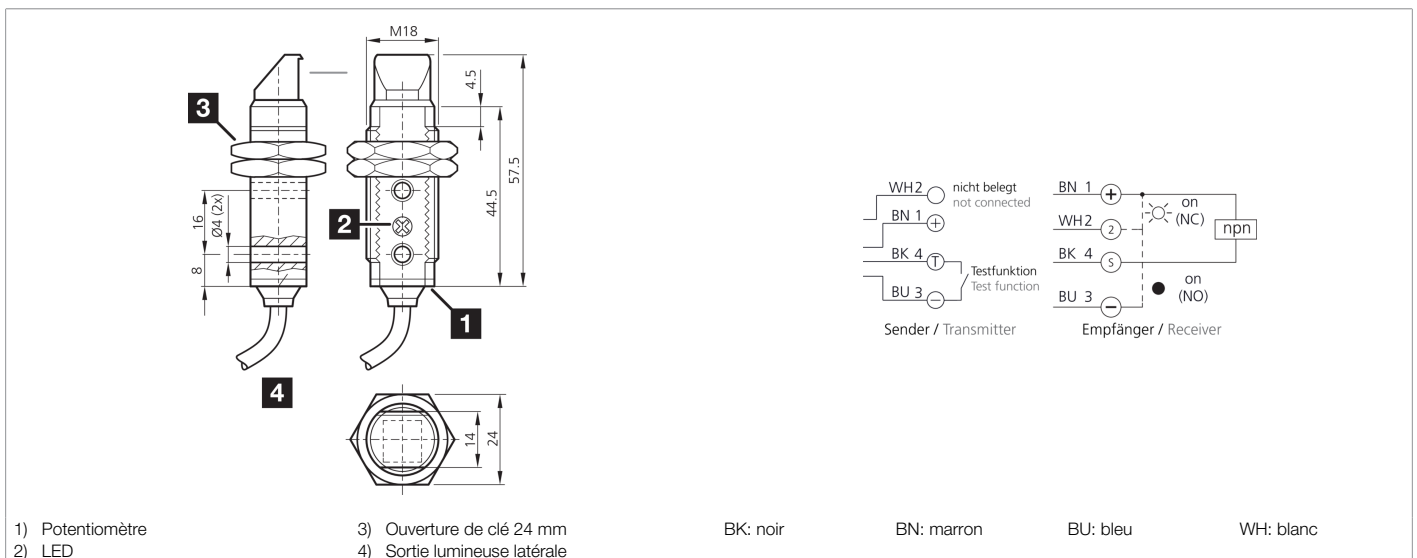 M18
3
4.5
16
Ø4 (2x)
8
2
44.5
57.5
1
4
14
24
WH2 nicht belegt
not connected
BN 1 +
BK 4 T Testfunktion
Test function
BU 3 −
Sender / Transmitter
BN 1 + on
(NC)
WH2 2 npn
BK 4 S
on
(NO)
BU 3 −
Empfänger / Receiver
1) Potentiomètre
2) LED
3) Ouverture de clé 24 mm
4) Sortie lumineuse latérale
BK: noir
BN: marron
BU: bleu
WH: blanc